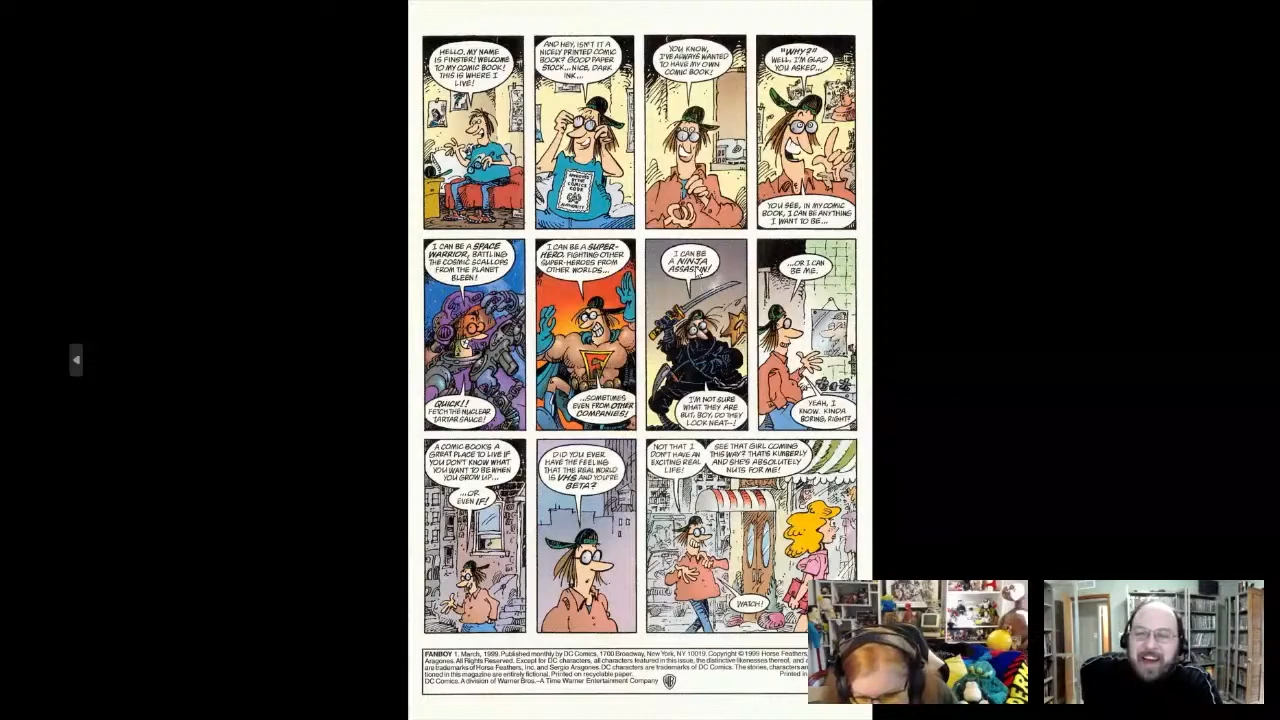 HELLO. MY NAME
IS FINSTER! WELCOME
TO MY COMIC BOOK!
THIS IS WHERE I
LIVE!
AND HEY, ISN'T IT A
NICELY PRINTED COMIC
BOOK? GOOD PAPER
STOCK... NICE, DARK
INK...
APPROVED
BY THE
COMICS
CODE
AUTHORITY
YOU KNOW,
I'VE ALWAYS WANTED
TO HAVE MY OWN
COMIC BOOK!
"WHY?"
WELL, I'M GLAD
YOU ASKED...
YOU SEE, IN MY COMIC
BOOK, I CAN BE ANYTHING
I WANT TO BE...
I CAN BE A SPACE
WARRIOR, BATTLING
THE COSMIC SCALLOPS
FROM THE PLANET
BLEEN!
QUICK!!
FETCH THE NUCLEAR
TARTAR SAUCE!
I CAN BE A SUPER-
HERO, FIGHTING OTHER
SUPER-HEROES FROM
OTHER WORLDS...
F
...SOMETIMES
EVEN FROM OTHER
COMPANIES!
I CAN BE
A NINJA
ASSASSIN!
I'M NOT SURE
WHAT THEY ARE
BUT, BOY, DO THEY
LOOK NEAT--!
...OR I CAN
BE ME.
YEAH, I
KNOW. KINDA
BORING, RIGHT?
A COMIC BOOK'S A
GREAT PLACE TO LIVE IF
YOU DON'T KNOW WHAT
YOU WANT TO BE WHEN
YOU GROW UP...
...OR
EVEN IF!
DID YOU EVER
HAVE THE FEELING
THAT THE REAL WORLD
IS VHS AND YOU'RE
BETA?
NOT THAT I
DON'T HAVE AN
EXCITING REAL
LIFE!
SEE THAT GIRL COMING
THIS WAY? THAT'S KIMBERLY
AND SHE'S ABSOLUTELY
NUTS FOR ME!
WATCH!
FANBOY 1. March, 1999. Published monthly by DC Comics, 1700 Broadway, New York, NY 10019. Copyright © 1999 Horse Feathers,
Aragones. All Rights Reserved. Except for DC characters, all characters featured in this issue, the distinctive likenesses thereof, and
are trademarks of Horse Feathers, Inc. and Sergio Aragones. DC characters are trademarks of DC Comics. The stories, characters
tioned in this magazine are entirely fictional. Printed on recyclable paper. Printed in
DC Comics. A division of Warner Bros.–A Time Warner Entertainment Company